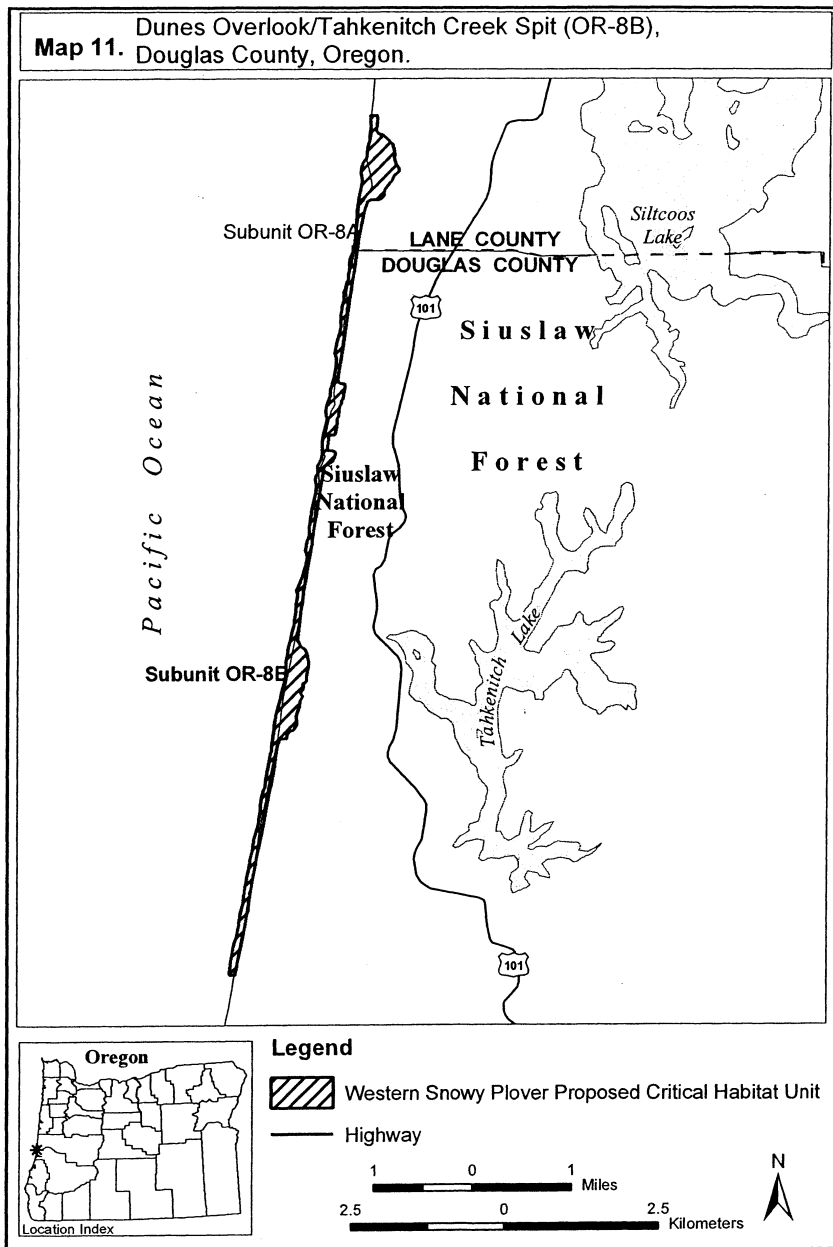 Map 11. Dunes Overlook/Tahkenitch Creek Spit (OR-8B),
Douglas County, Oregon.
Subunit OR-8A
LANE COUNTY
DOUGLAS COUNTY
Siltcoos
Lake
101
Siuslaw
National
Forest
Pacific Ocean
Siuslaw
National
Forest
Subunit OR-8B
Tahkenitch Lake
101
Oregon
Location Index
Legend
Western Snowy Plover Proposed Critical Habitat Unit
Highway
1 0 1
Miles
2.5 0 2.5
Kilometers
N